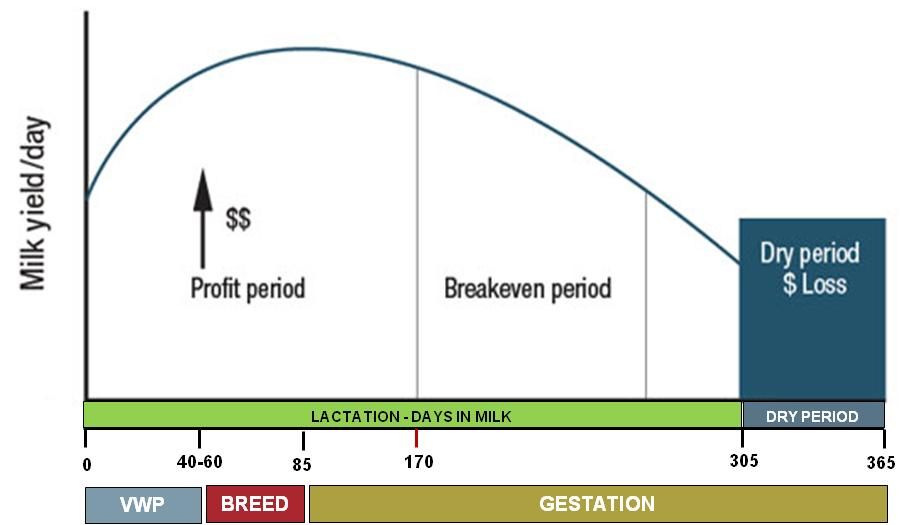 Milk yield/day
$$
Profit period
Breakeven period
Dry period
$ Loss
LACTATION - DAYS IN MILK
DRY PERIOD
0
40-60
85
170
305
365
VWP
BREED
GESTATION